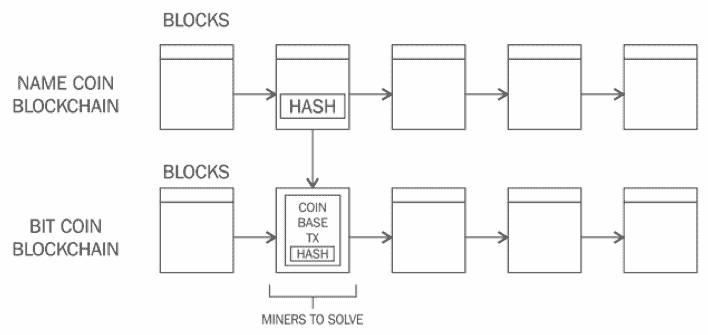 BLOCKS
NAME COIN
BLOCKCHAIN
HASH
BLOCKS
BIT COIN
BLOCKCHAIN
COIN
BASE
TX
HASH
MINERS TO SOLVE